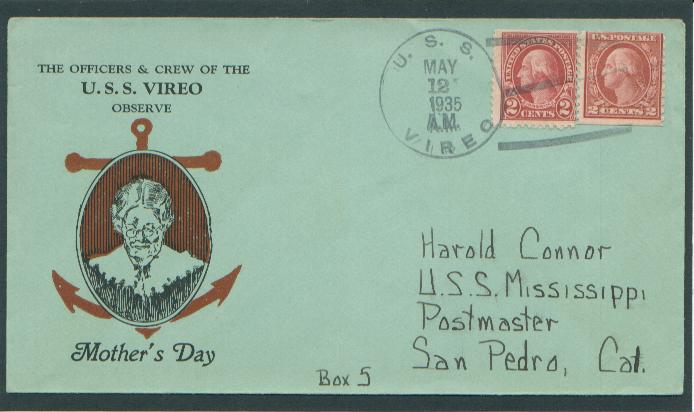 THE OFFICERS & CREW OF THE
U.S.S. VIREO
OBSERVE
Mother's Day
U. S. S.
MAY
12
1935
A.M.
VIREO
UNITED STATES POSTAGE
2 CENTS 2
U.S. POSTAGE
2 CENTS 2
Harold Connor
U.S.S. Mississippi
Postmaster
San Pedro, Cal.
Box 5